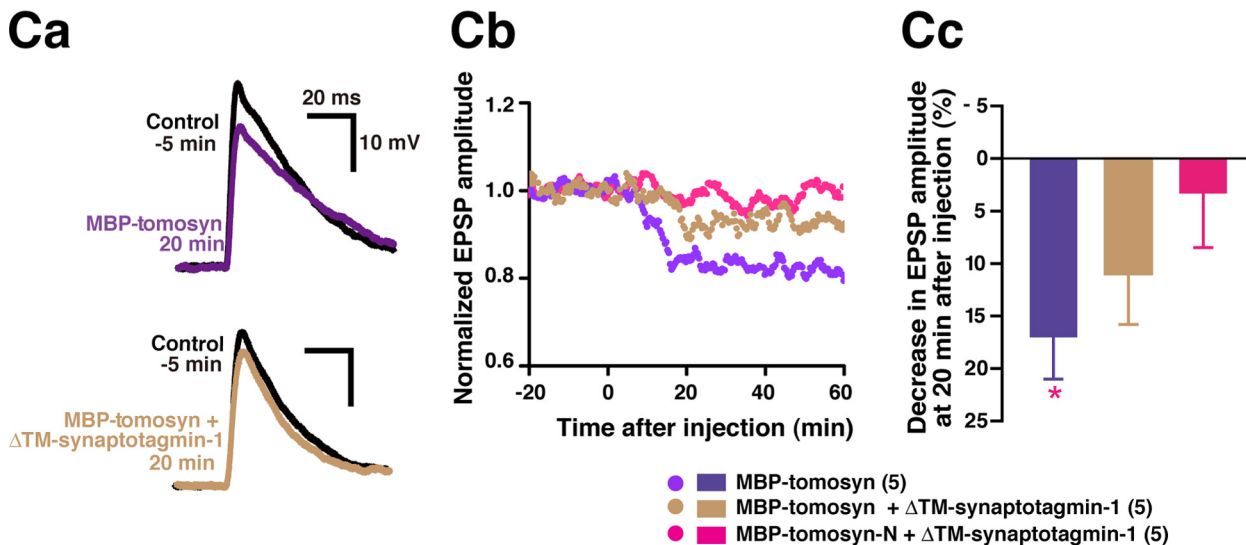 Ca
Control
-5 min
20 ms
10 mV
MBP-tomosyn
20 min
Control
-5 min
MBP-tomosyn +
ΔTM-synaptotagmin-1
20 min
Cb
Normalized EPSP amplitude
1.2
1.0
0.8
0.6
-20
0
20
40
60
Time after injection (min)
Cc
Decrease in EPSP amplitude
at 20 min after injection (%)
- 5
0
5
10
15
20
25
*
MBP-tomosyn (5)
MBP-tomosyn + ΔTM-synaptotagmin-1 (5)
MBP-tomosyn-N + ΔTM-synaptotagmin-1 (5)